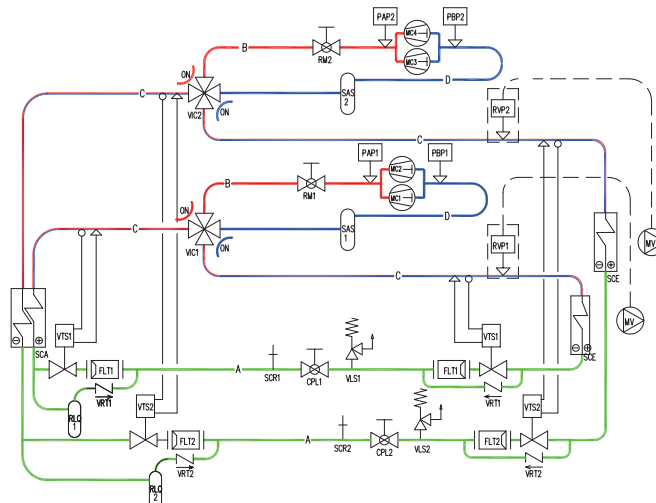 PAP2
PBP2
MC4
MC3
B
RM2
ON
D
SAS
2
C
VIC2
ON
RVP2
C
PAP1
PBP1
MC2
MC1
B
RM1
ON
D
SAS
1
C
VIC1
ON
RVP1
MV
C
SCE
MV
VTS1
VTS1
SCA
SCE
FLT1
A
SCR1
CPL1
VLS1
FLT1
VRT1
VRT1
RLQ
1
VTS2
VTS2
FLT2
A
SCR2
CPL2
VLS2
FLT2
VRT2
VRT2
RLQ
2